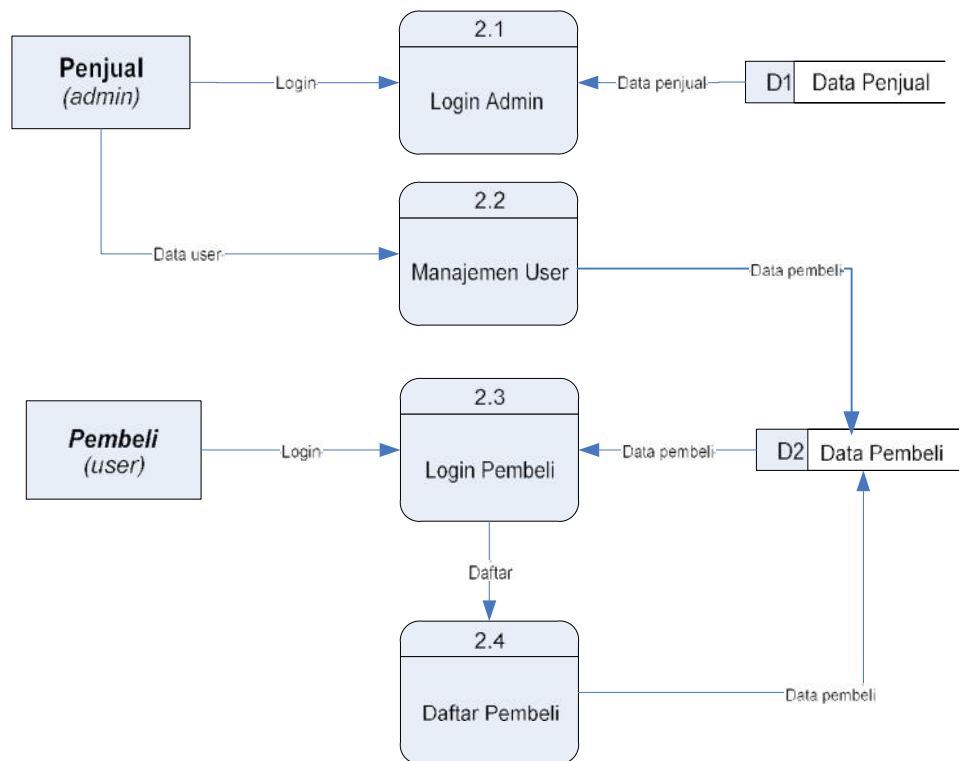 2.1
Penjual
(admin)
Login
Login Admin
Data penjual
D1
Data Penjual
2.2
Data user
Manajemen User
Data pembeli
2.3
Pembeli
(user)
Login
Login Pembeli
Data pembeli
D2
Data Pembeli
Daftar
2.4
Daftar Pembeli
Data pembeli